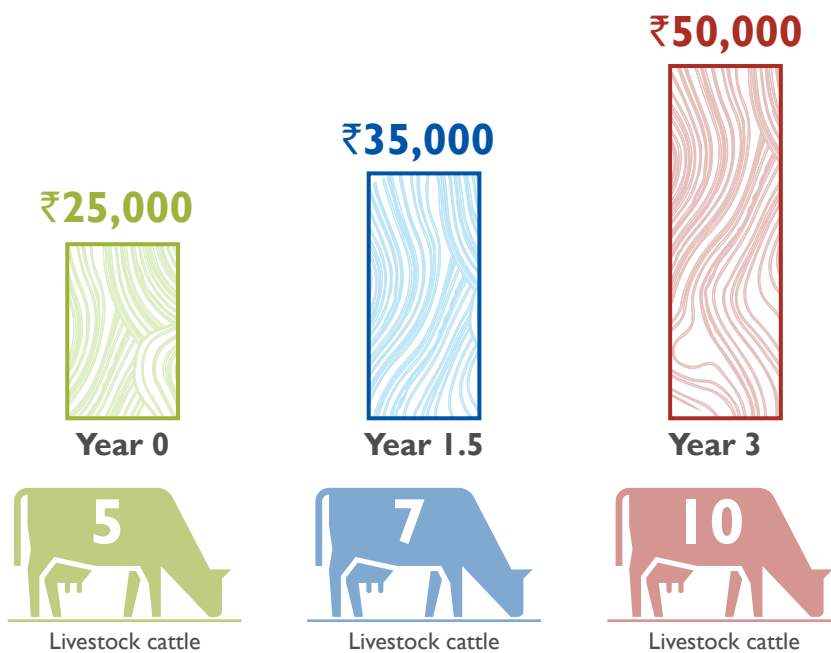 ₹50,000
₹35,000
₹25,000
Year 0
Year 1.5
Year 3
5
7
10
Livestock cattle
Livestock cattle
Livestock cattle